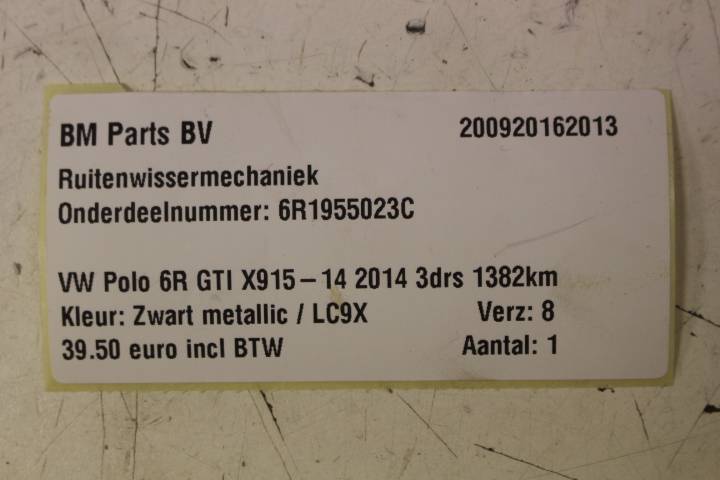 BM Parts BV 200920162013
Ruitenwissermechaniek
Onderdeelnummer: 6R1955023C
VW Polo 6R GTI X915-14 2014 3drs 1382km
Kleur: Zwart metallic / LC9X Verz: 8
39.50 euro incl BTW Aantal: 1